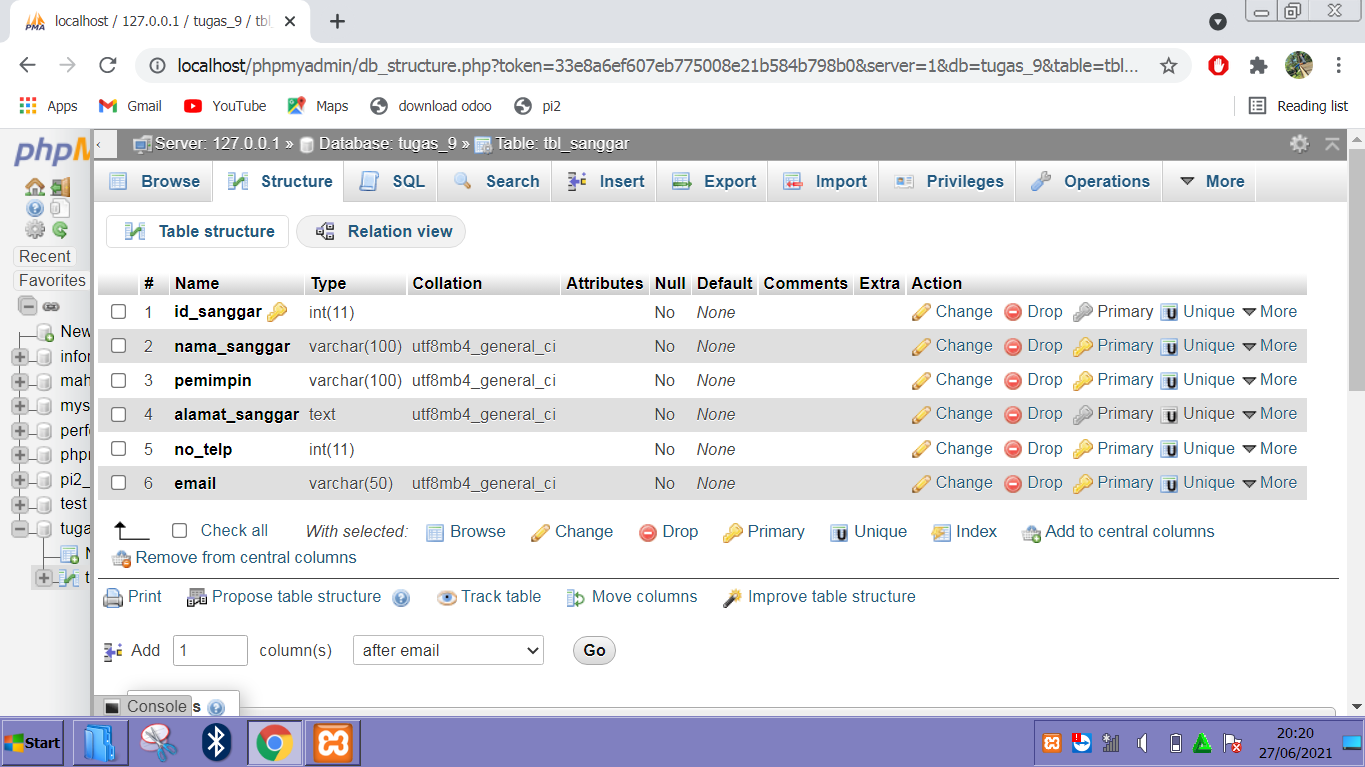 localhost / 127.0.0.1 / tugas_9 / tbl_
localhost/phpmyadmin/db_structure.php?token=33e8a6ef607eb775008e21b584b798b0&server=1&db=tugas_9&table=tbl...
Apps Gmail YouTube Maps download odoo pi2 Reading list
phpM
Recent
Favorites
New
infor
mah
mys
perf
phpr
pi2_
test
tuga
N
t
Server: 127.0.0.1 » Database: tugas_9 » Table: tbl_sanggar
Browse Structure SQL Search Insert Export Import Privileges Operations More
Table structure Relation view
# Name Type Collation Attributes Null Default Comments Extra Action
1 id_sanggar int(11) No None Change Drop Primary Unique More
2 nama_sanggar varchar(100) utf8mb4_general_ci No None Change Drop Primary Unique More
3 pemimpin varchar(100) utf8mb4_general_ci No None Change Drop Primary Unique More
4 alamat_sanggar text utf8mb4_general_ci No None Change Drop Primary Unique More
5 no_telp int(11) No None Change Drop Primary Unique More
6 email varchar(50) utf8mb4_general_ci No None Change Drop Primary Unique More
Check all With selected: Browse Change Drop Primary Unique Index Add to central columns
Remove from central columns
Print Propose table structure Track table Move columns Improve table structure
Add 1 column(s) after email Go
Console s
Start
20:20
27/06/2021